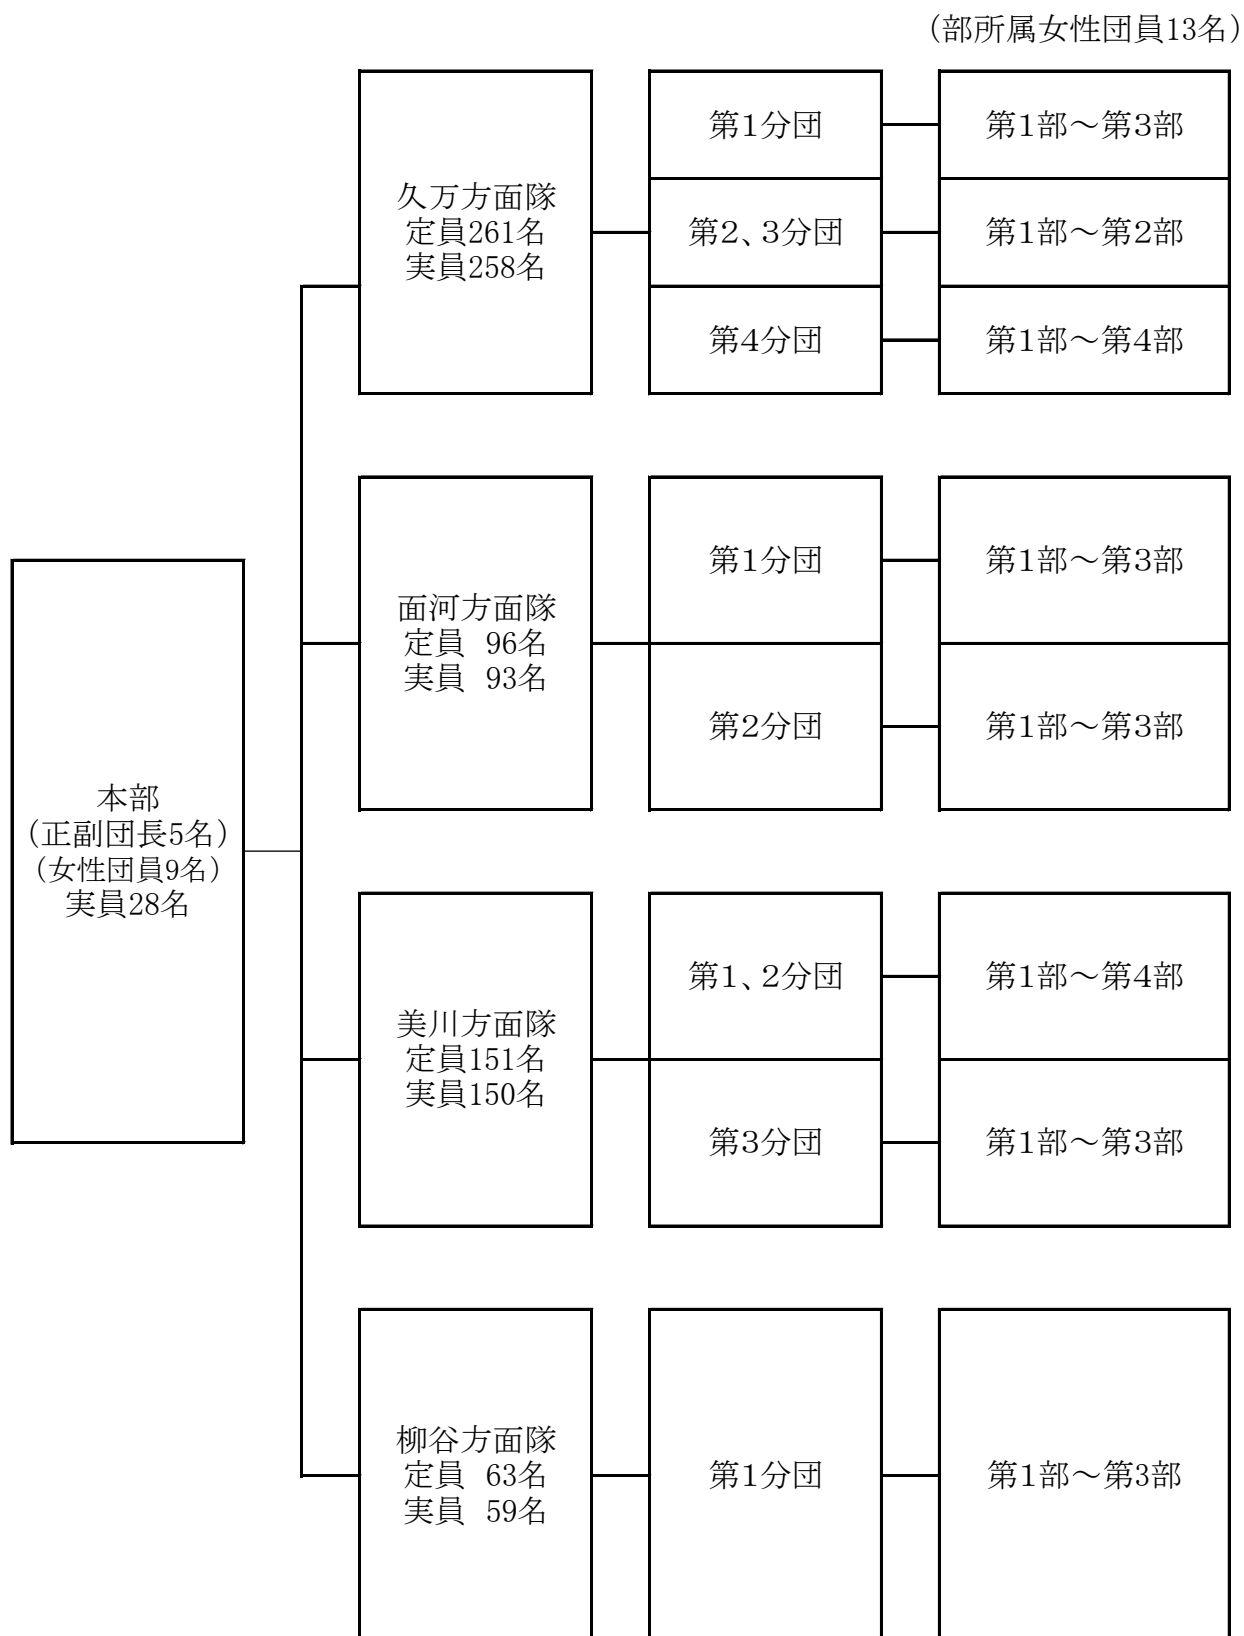 （部所属女性団員13名）
本部
（正副団長5名）
（女性団員9名）
実員28名
久万方面隊
定員261名
実員258名
第１分団
第１部～第３部
第２、３分団
第１部～第２部
第４分団
第１部～第４部
面河方面隊
定員 96名
実員 93名
第１分団
第１部～第３部
第２分団
第１部～第３部
美川方面隊
定員151名
実員150名
第１、２分団
第１部～第４部
第３分団
第１部～第３部
柳谷方面隊
定員 63名
実員 59名
第１分団
第１部～第３部